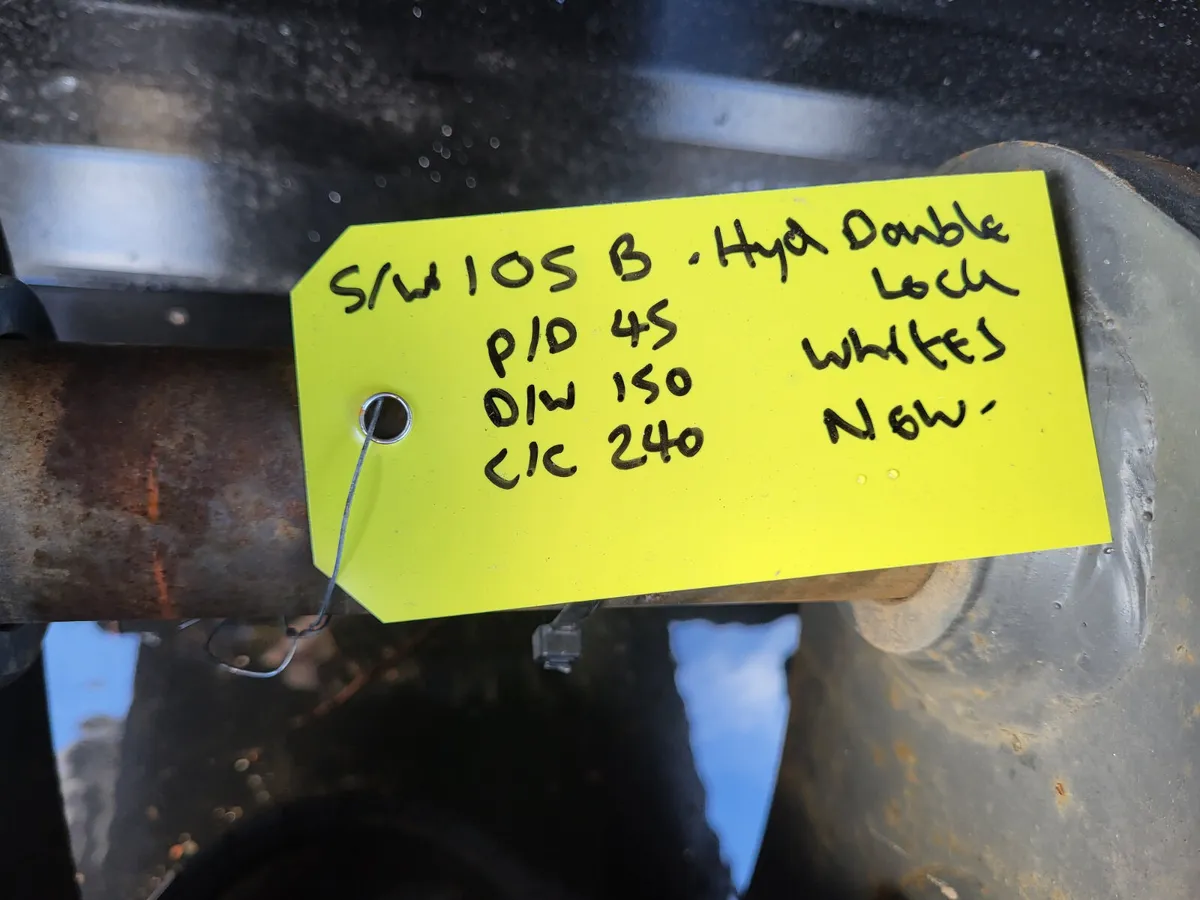 S/W 105 B . Hyd Double
Lock
P/D 45
Whites
D/W 150
New-
C/C 240